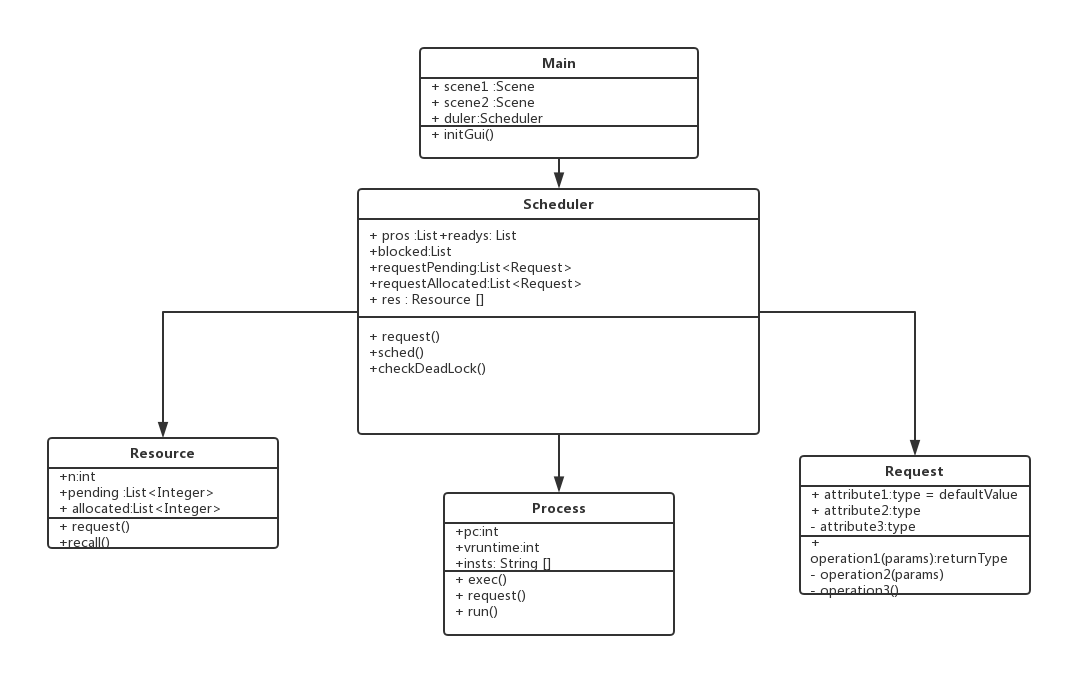 Main
+ scene1 :Scene
+ scene2 :Scene
+ duler:Scheduler
+ initGui()
Scheduler
+ pros :List+readys: List
+blocked:List
+requestPending:List<Request>
+requestAllocated:List<Request>
+ res : Resource []
+ request()
+sched()
+checkDeadLock()
Resource
+n:int
+pending :List<Integer>
+ allocated:List<Integer>
+ request()
+recall()
Process
+pc:int
+vruntime:int
+insts: String []
+ exec()
+ request()
+ run()
Request
+ attribute1:type = defaultValue
+ attribute2:type
- attribute3:type
+
operation1(params):returnType
- operation2(params)
- operation3()